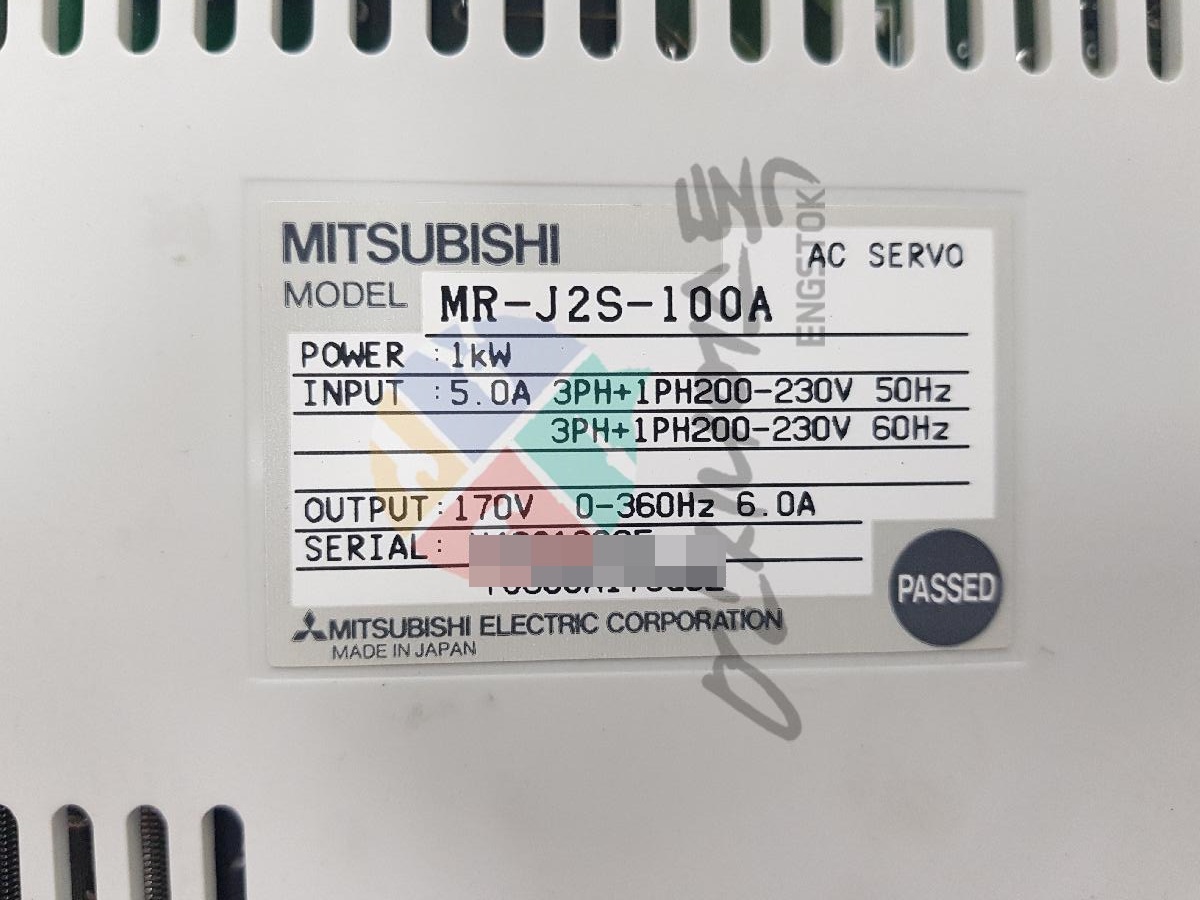 MITSUBISHI
AC SERVO
MODEL MR-J2S-100A
POWER :1kW
INPUT :5.0A 3PH+1PH200-230V 50Hz
3PH+1PH200-230V 60Hz
OUTPUT:170V 0-360Hz 6.0A
SERIAL:
PASSED
MITSUBISHI ELECTRIC CORPORATION
MADE IN JAPAN
ENGSTOK